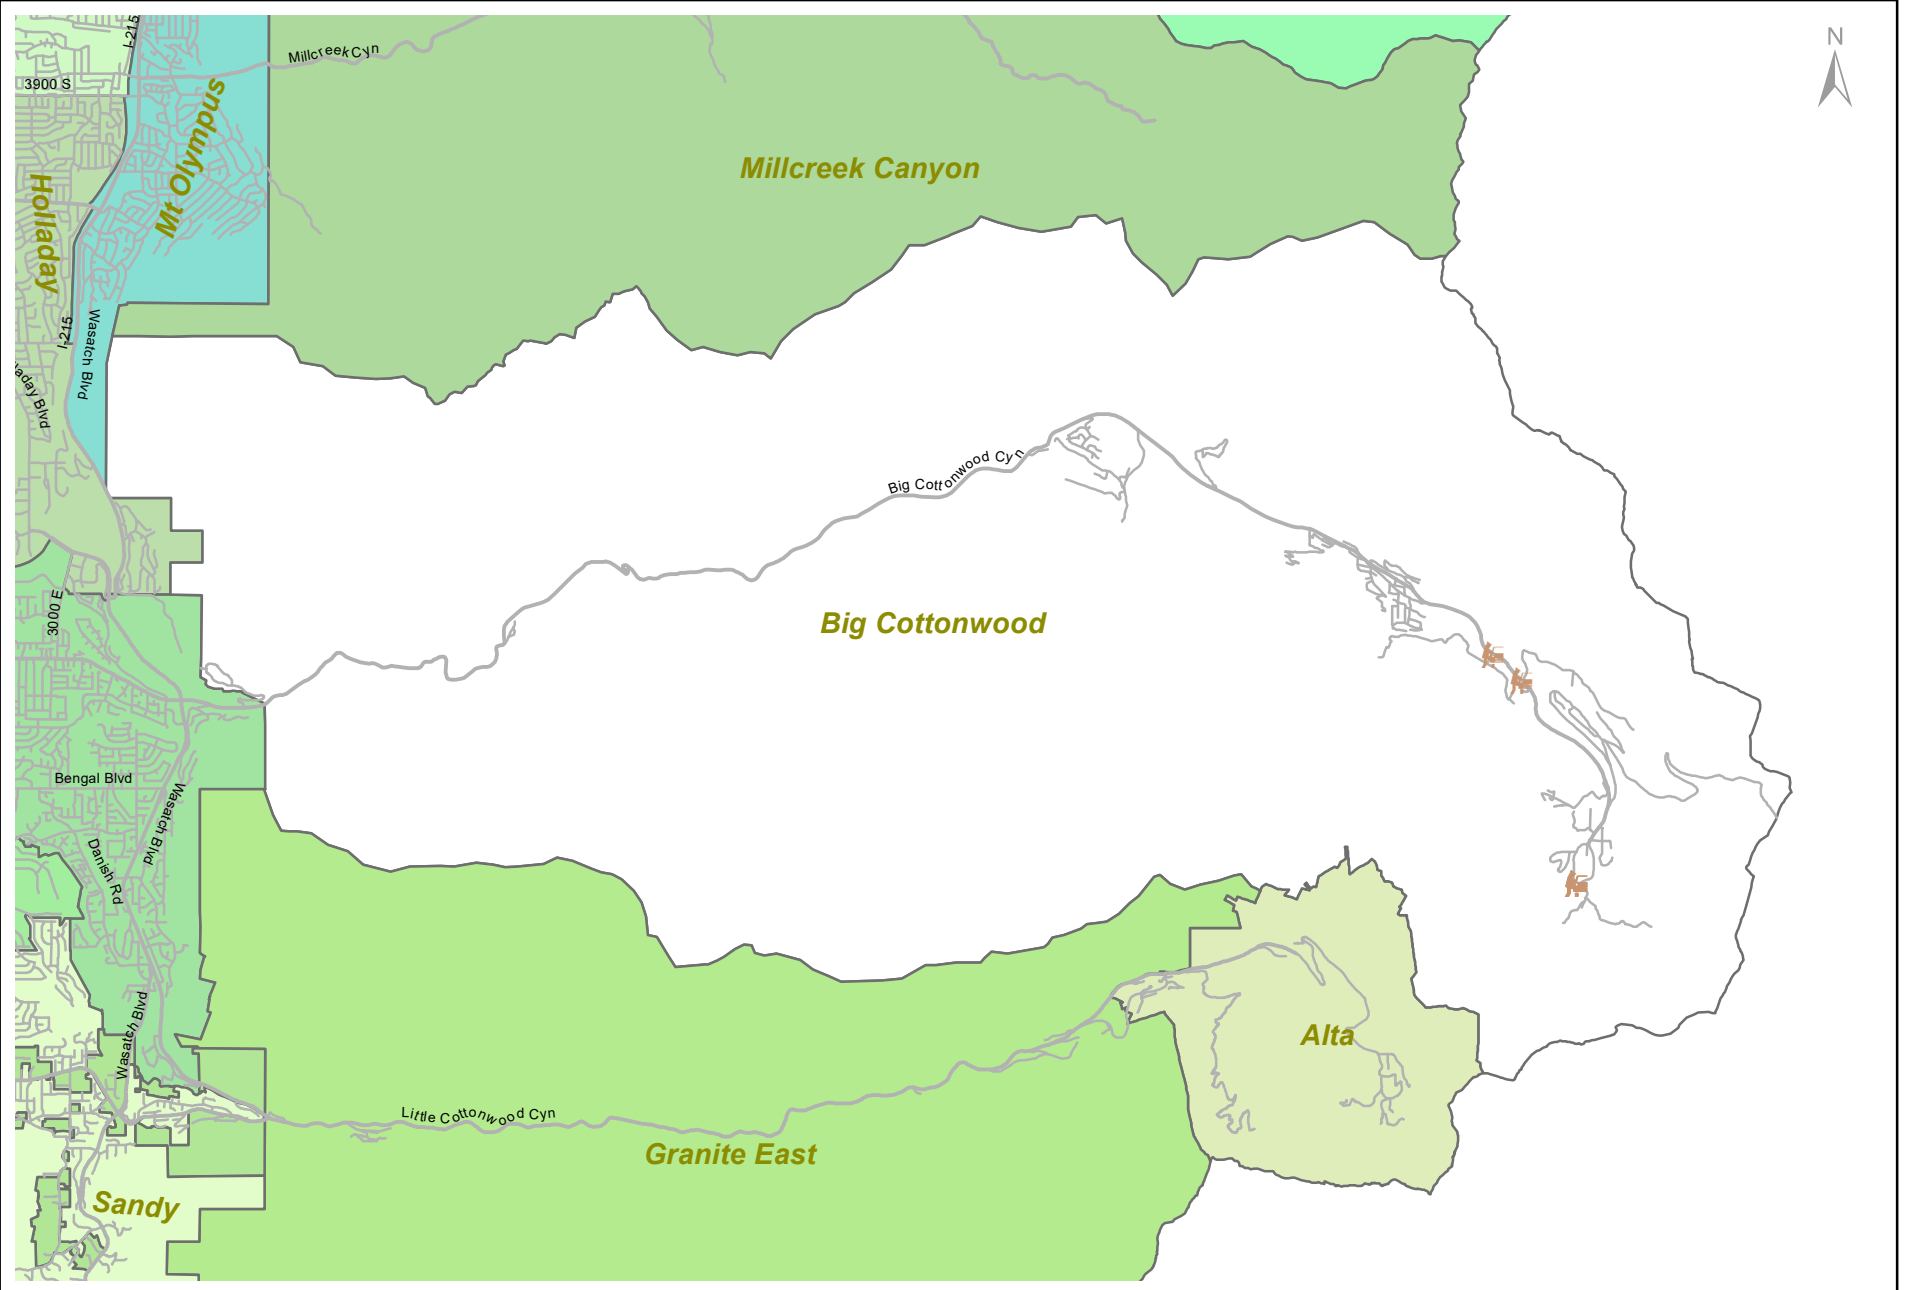 I-215
N
Millcreek Cyn
3900 S
Mt Olympus
Millcreek Canyon
Holladay
I-215
Wasatch Blvd
aday Blvd
Big Cottonwood Cyn
3000 E
Big Cottonwood
Bengal Blvd
Wasatch Blvd
Danish Rd
Wasatch Blvd
Alta
Little Cottonwood Cyn
Granite East
Sandy